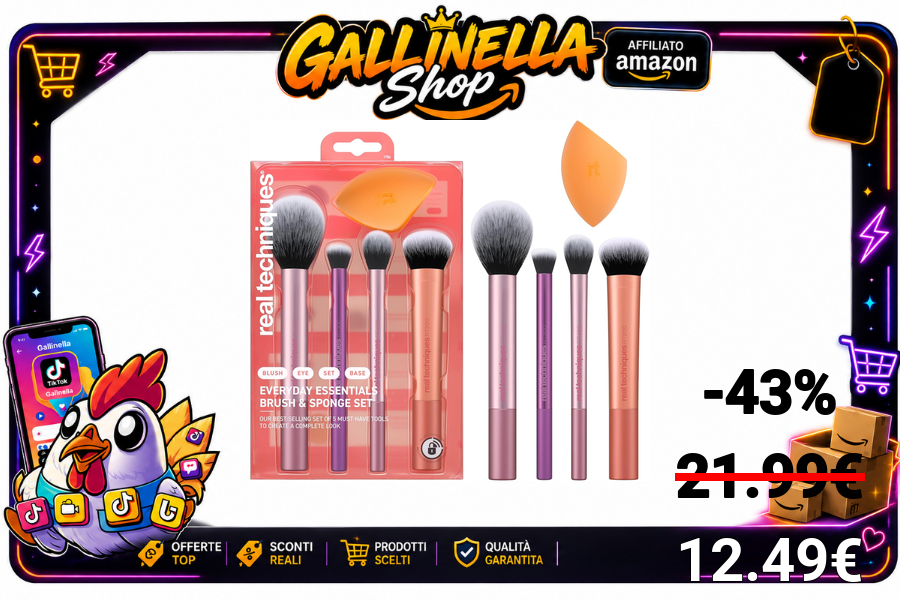 GALLINELLA
Shop
AFFILIATO
amazon
real techniques®
BLUSH EYE SET BASE
EVERYDAY ESSENTIALS
BRUSH & SPONGE SET
OUR BEST-SELLING SET OF 5 MUST-HAVE TOOLS
TO CREATE A COMPLETE LOOK
real techniques
real techniques
Gallinella
TikTok
Gallinella
-43%
21.99€
12.49€
OFFERTE
TOP
SCONTI
REALI
PRODOTTI
SCELTI
QUALITÀ
GARANTITA